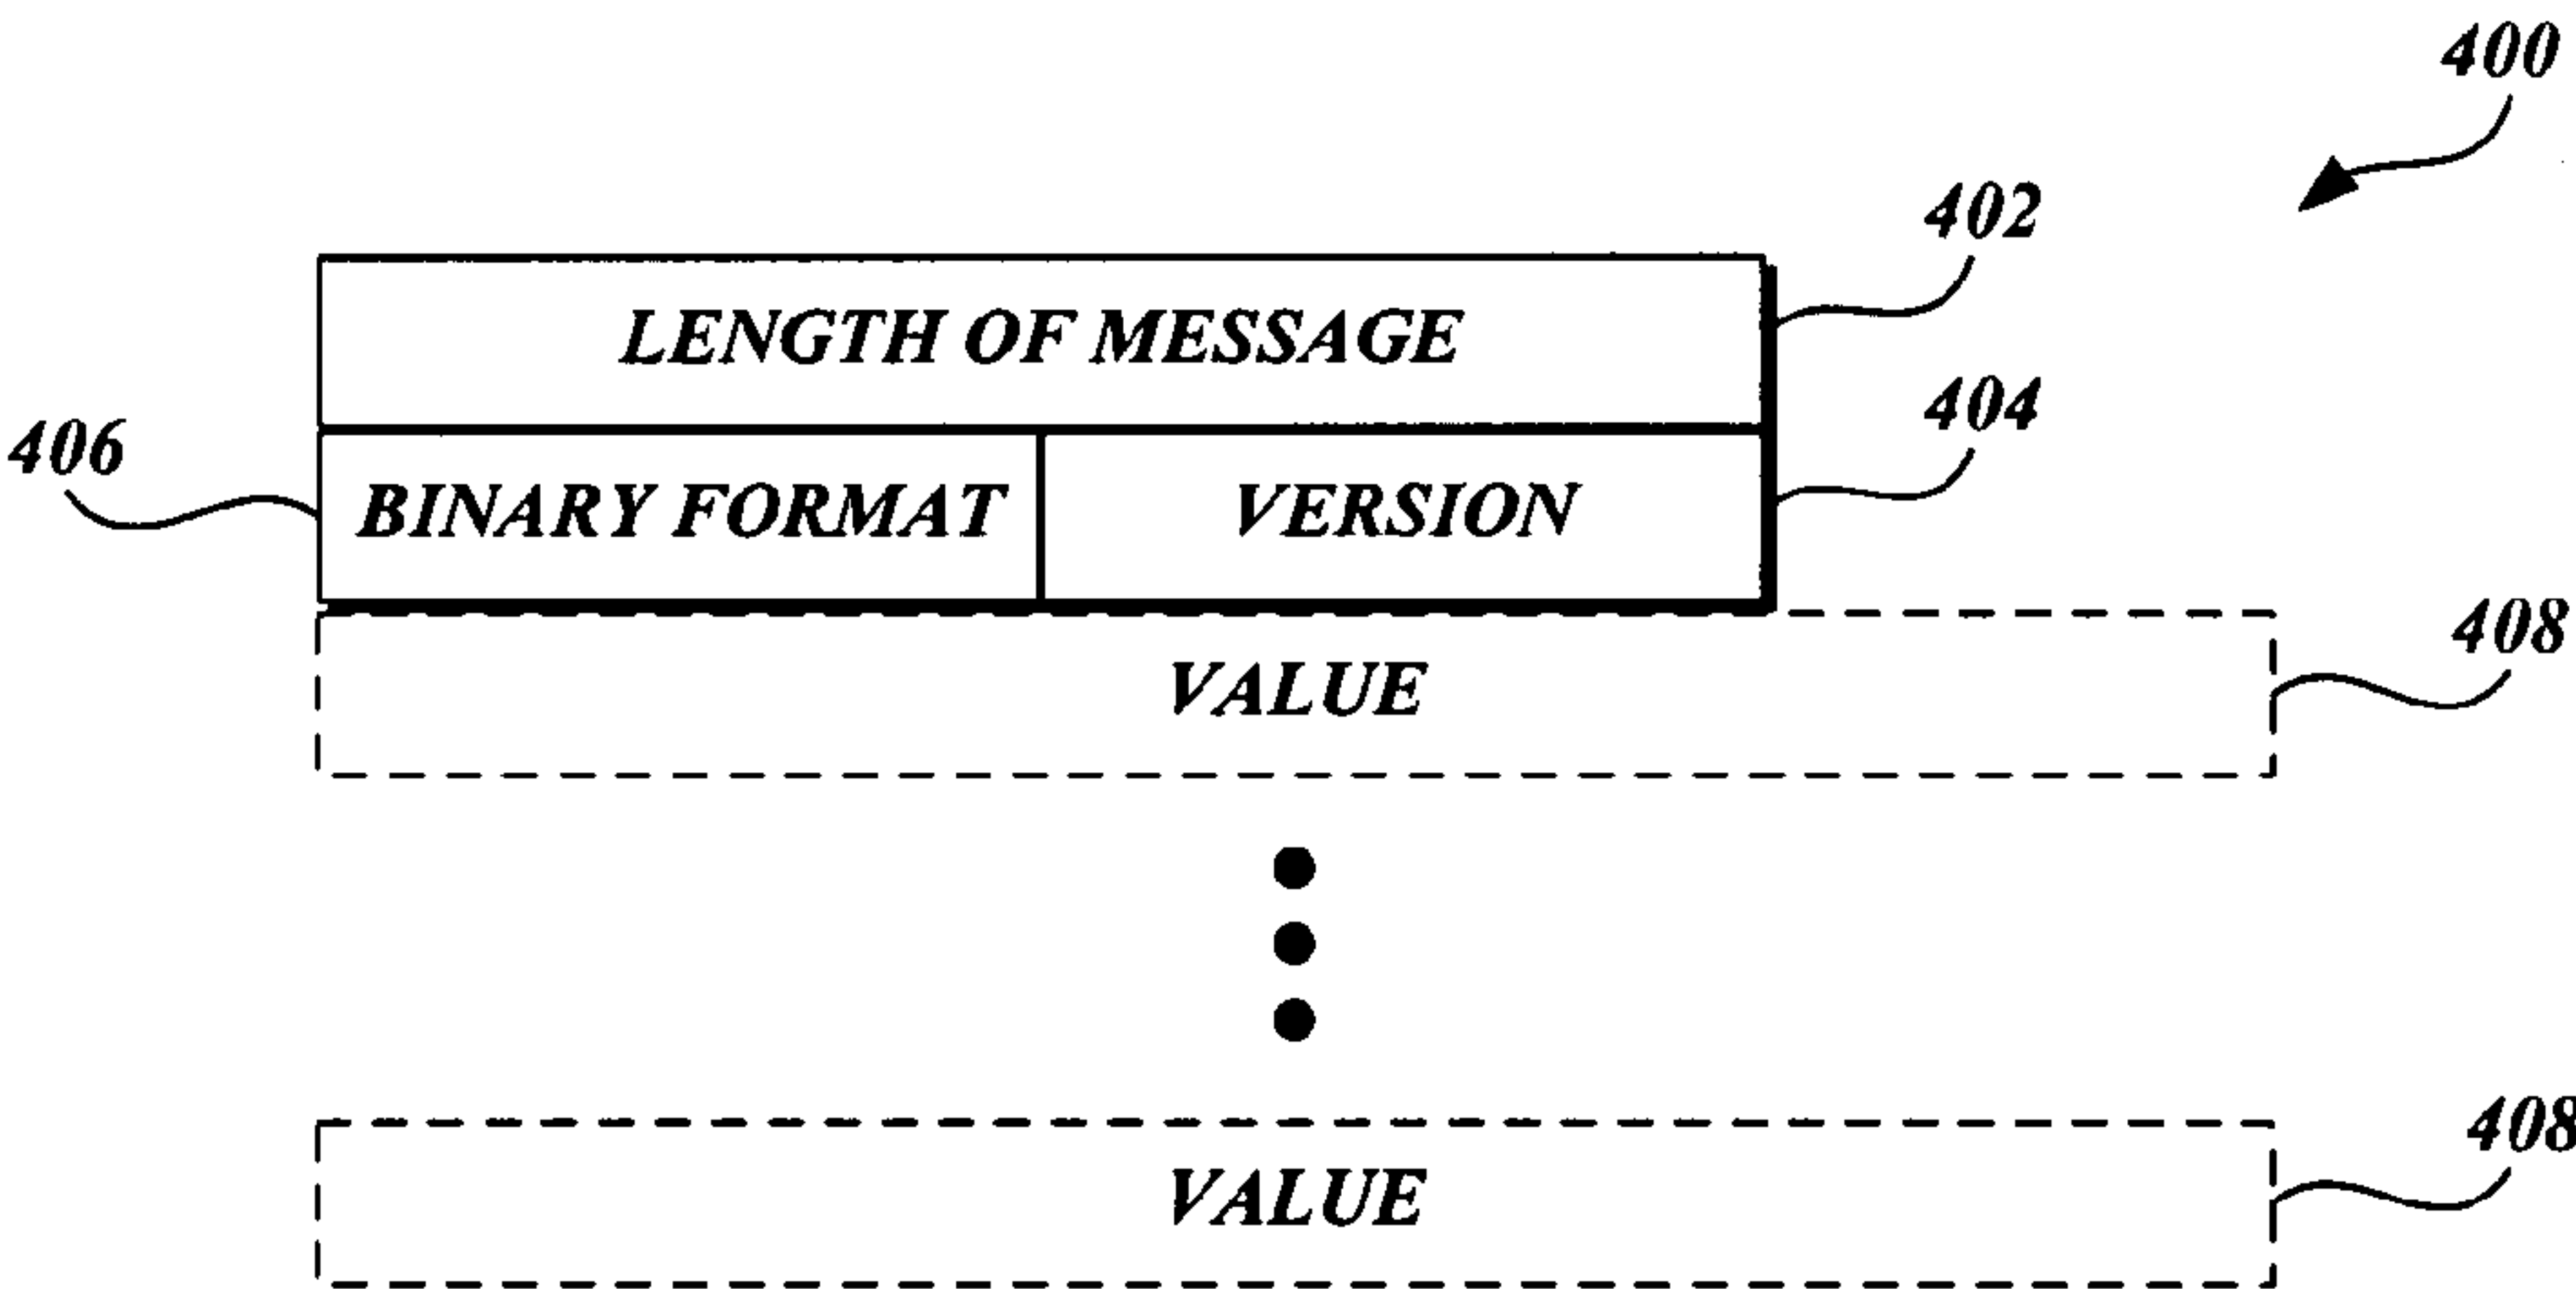 400
402
LENGTH OF MESSAGE
404
406
BINARY FORMAT VERSION
408
VALUE
408
VALUE